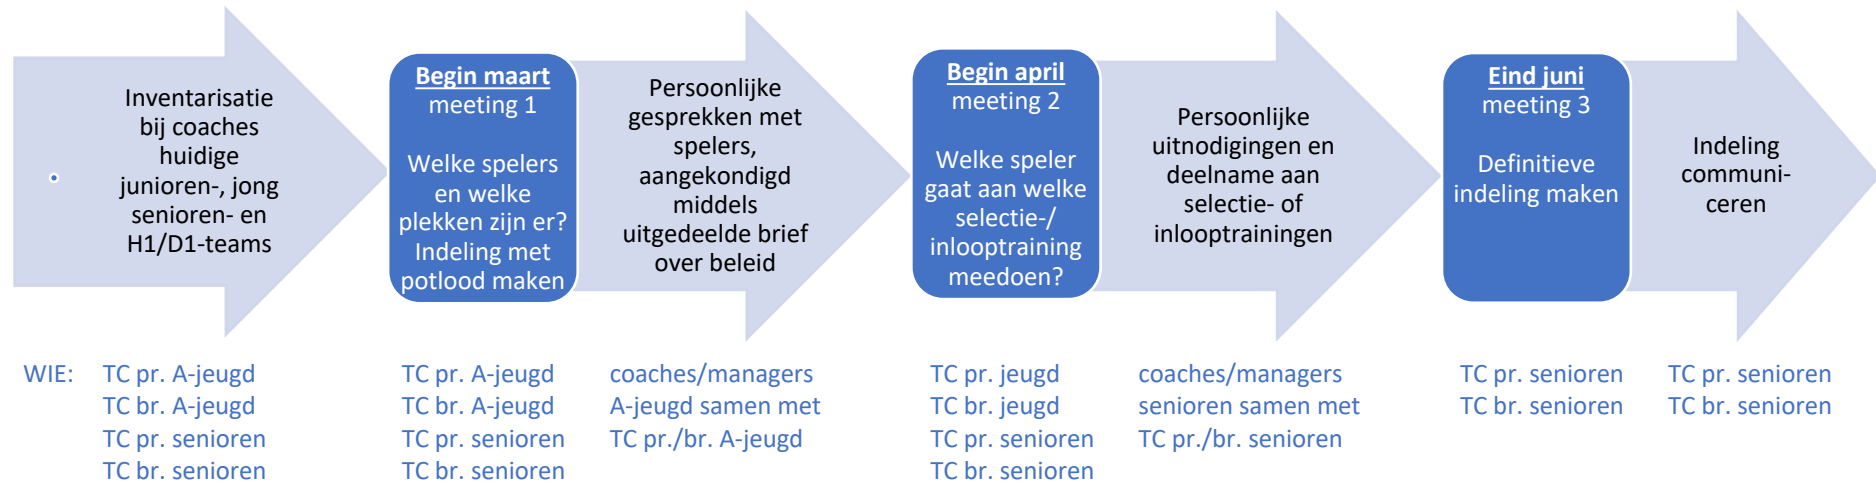 Inventarisatie
bij coaches
huidige
junioren-, jong
senioren- en
H1/D1-teams
Begin maart
meeting 1
Welke spelers
en welke
plekken zijn er?
Indeling met
potlood maken
Persoonlijke
gesprekken met
spelers,
aangekondigd
middels
uitgedeelde brief
over beleid
Begin april
meeting 2
Welke speler
gaat aan welke
selectie-/
inlooptraining
meedoen?
Persoonlijke
uitnodigingen en
deelname aan
selectie- of
inlooptrainingen
Eind juni
meeting 3
Definitieve
indeling maken
Indeling
communi-
ceren
WIE:
TC pr. A-jeugd
TC br. A-jeugd
TC pr. senioren
TC br. senioren
TC pr. A-jeugd
TC br. A-jeugd
TC pr. senioren
TC br. senioren
coaches/managers
A-jeugd samen met
TC pr./br. A-jeugd
TC pr. jeugd
TC br. jeugd
TC pr. senioren
TC br. senioren
coaches/managers
senioren samen met
TC pr./br. senioren
TC pr. senioren
TC br. senioren
TC pr. senioren
TC br. senioren